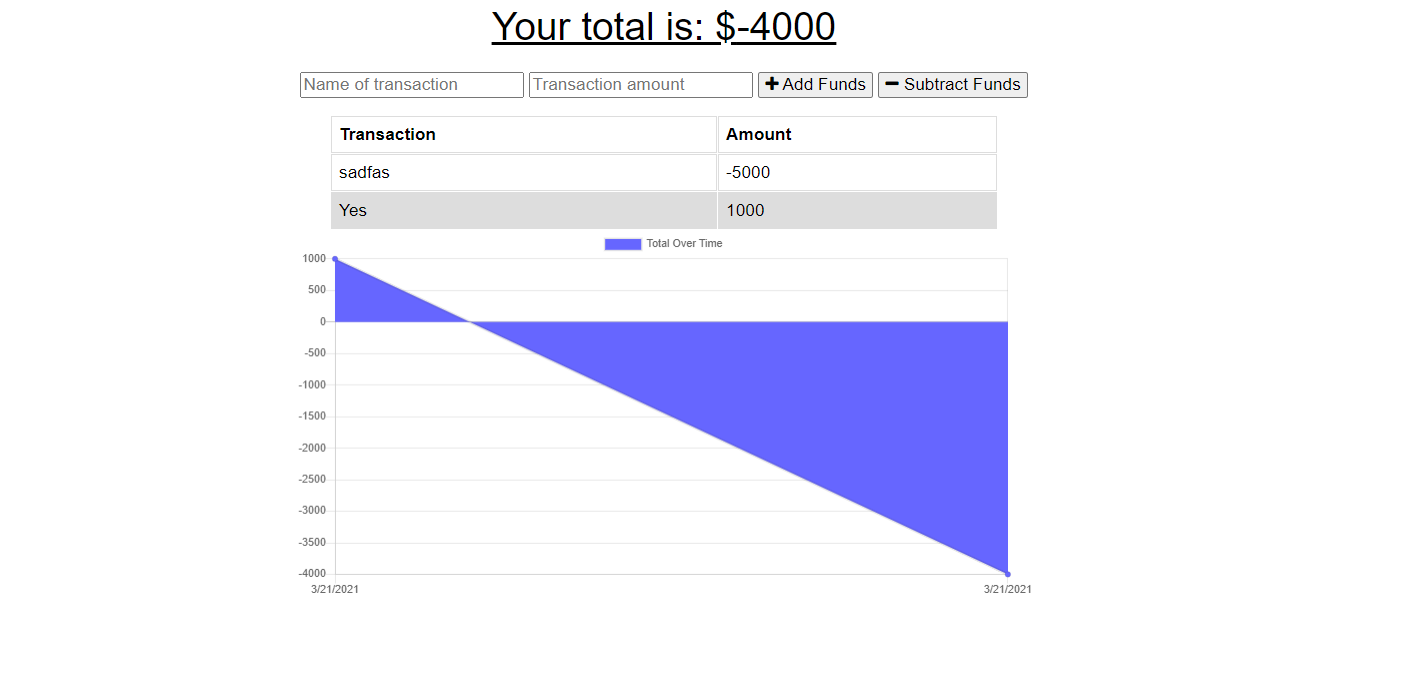 Your total is: $-4000
Name of transaction Transaction amount + Add Funds − Subtract Funds
Transaction Amount
sadfas -5000
Yes 1000
Total Over Time
1000
500
0
-500
-1000
-1500
-2000
-2500
-3000
-3500
-4000
3/21/2021 3/21/2021